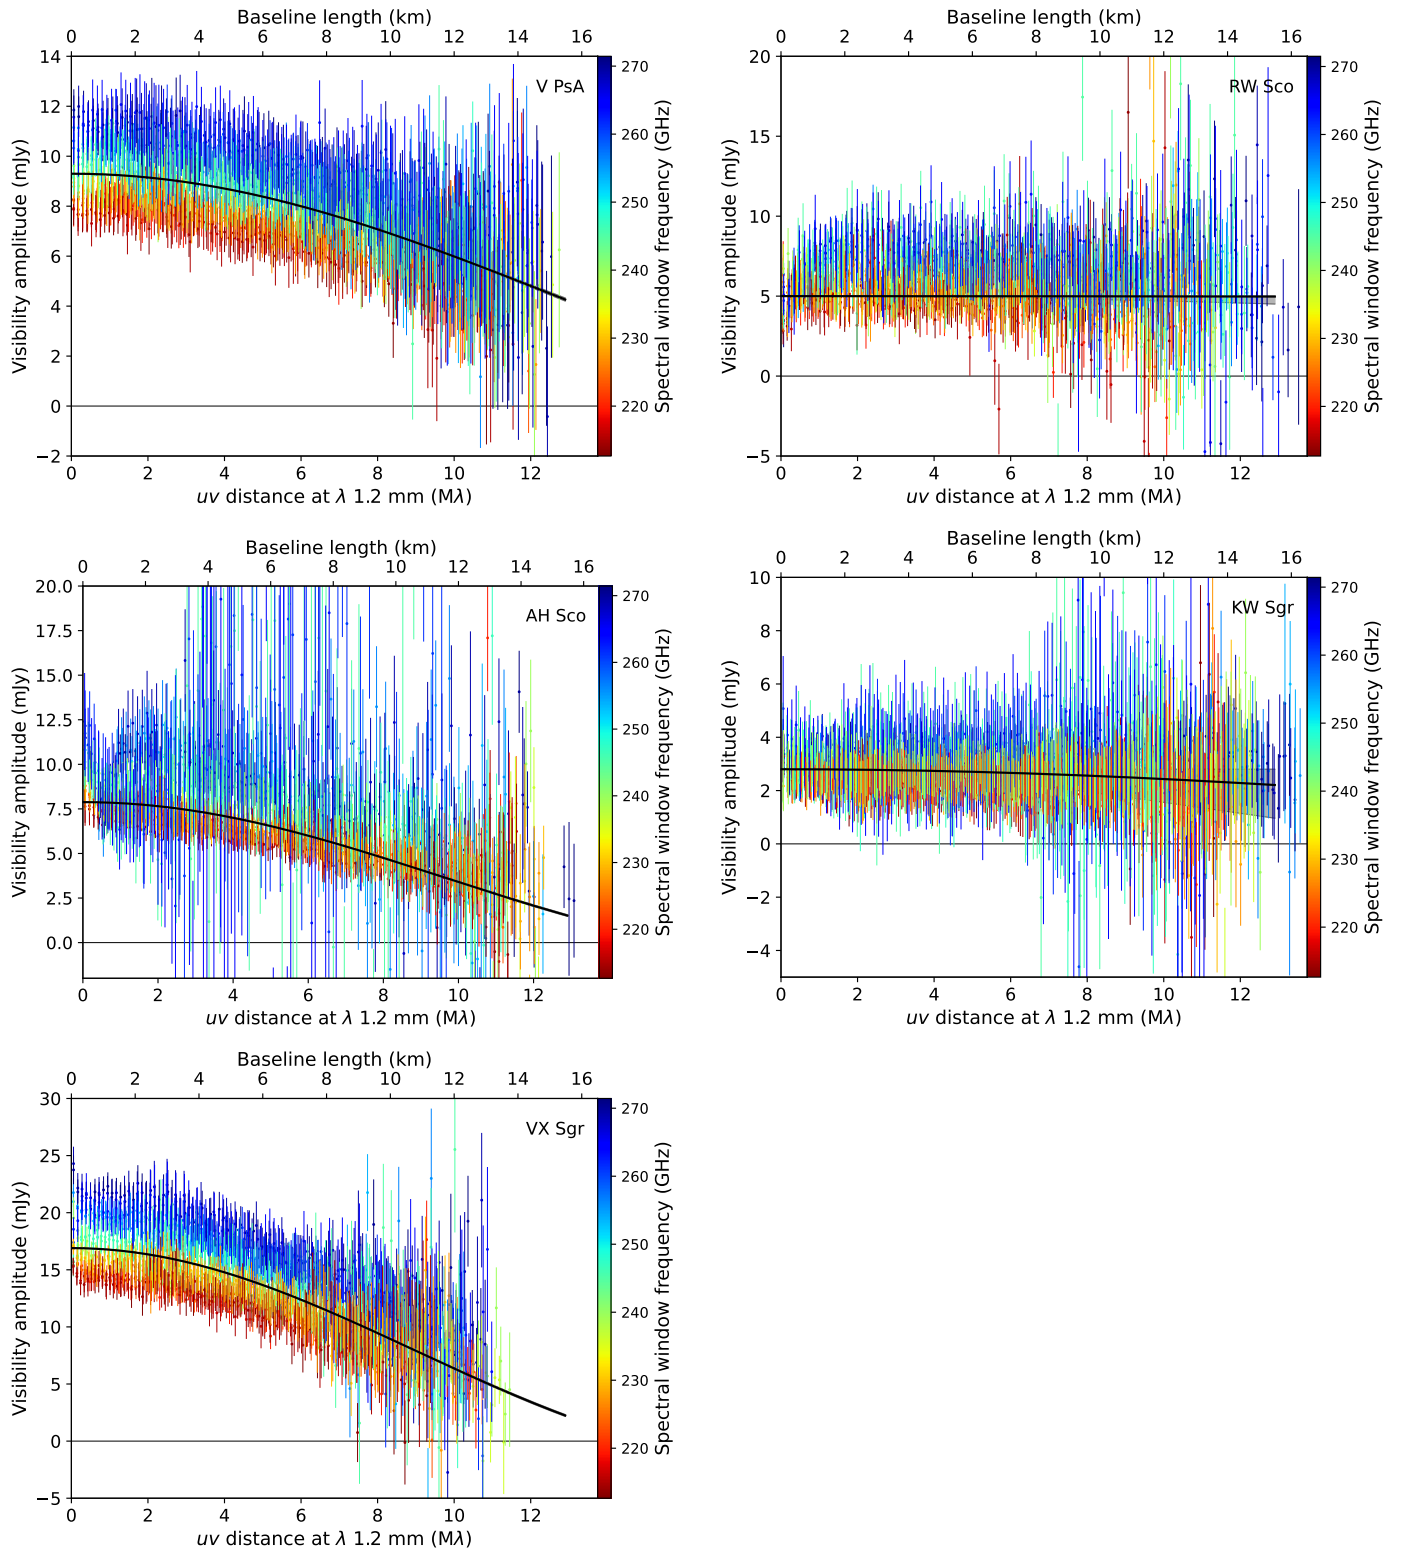 Baseline length (km)
0 2 4 6 8 10 12 14 16
14
12
10
8
6
4
2
0
−2
Visibility amplitude (mJy)
V PsA
0 2 4 6 8 10 12
uv distance at λ 1.2 mm (Mλ)
270
260
250
240
230
220
Spectral window frequency (GHz)
Baseline length (km)
0 2 4 6 8 10 12 14 16
20
15
10
5
0
−5
Visibility amplitude (mJy)
RW Sco
0 2 4 6 8 10 12
uv distance at λ 1.2 mm (Mλ)
270
260
250
240
230
220
Spectral window frequency (GHz)
Baseline length (km)
0 2 4 6 8 10 12 14 16
20.0
17.5
15.0
12.5
10.0
7.5
5.0
2.5
0.0
Visibility amplitude (mJy)
AH Sco
0 2 4 6 8 10 12
uv distance at λ 1.2 mm (Mλ)
270
260
250
240
230
220
Spectral window frequency (GHz)
Baseline length (km)
0 2 4 6 8 10 12 14 16
10
8
6
4
2
0
−2
−4
Visibility amplitude (mJy)
KW Sgr
0 2 4 6 8 10 12
uv distance at λ 1.2 mm (Mλ)
270
260
250
240
230
220
Spectral window frequency (GHz)
Baseline length (km)
0 2 4 6 8 10 12 14 16
30
25
20
15
10
5
0
−5
Visibility amplitude (mJy)
VX Sgr
0 2 4 6 8 10 12
uv distance at λ 1.2 mm (Mλ)
270
260
250
240
230
220
Spectral window frequency (GHz)